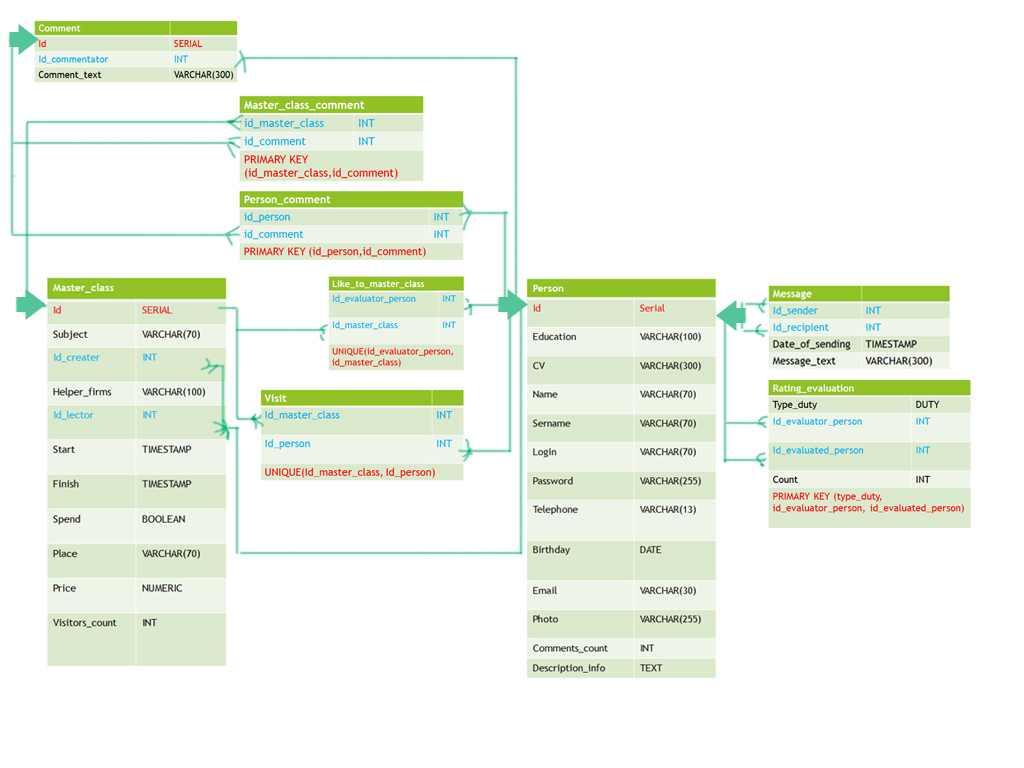 Comment
Id SERIAL
Id_commentator INT
Comment_text VARCHAR(300)
Master_class_comment
id_master_class INT
id_comment INT
PRIMARY KEY
(id_master_class,id_comment)
Person_comment
id_person INT
id_comment INT
PRIMARY KEY (id_person,id_comment)
Master_class
Id SERIAL
Subject VARCHAR(70)
Id_creater INT
Helper_firms VARCHAR(100)
Id_lector INT
Start TIMESTAMP
Finish TIMESTAMP
Spend BOOLEAN
Place VARCHAR(70)
Price NUMERIC
Visitors_count INT
Like_to_master_class
Id_evaluator_person INT
Id_master_class INT
UNIQUE(id_evaluator_person,
id_master_class)
Visit
Id_master_class INT
Id_person INT
UNIQUE(Id_master_class, Id_person)
Person
Id Serial
Education VARCHAR(100)
CV VARCHAR(300)
Name VARCHAR(70)
Sername VARCHAR(70)
Login VARCHAR(70)
Password VARCHAR(255)
Telephone VARCHAR(13)
Birthday DATE
Email VARCHAR(30)
Photo VARCHAR(255)
Comments_count INT
Description_info TEXT
Message
Id_sender INT
Id_recipient INT
Date_of_sending TIMESTAMP
Message_text VARCHAR(300)
Rating_evaluation
Type_duty DUTY
Id_evaluator_person INT
Id_evaluated_person INT
Count INT
PRIMARY KEY (type_duty,
id_evaluator_person, id_evaluated_person)